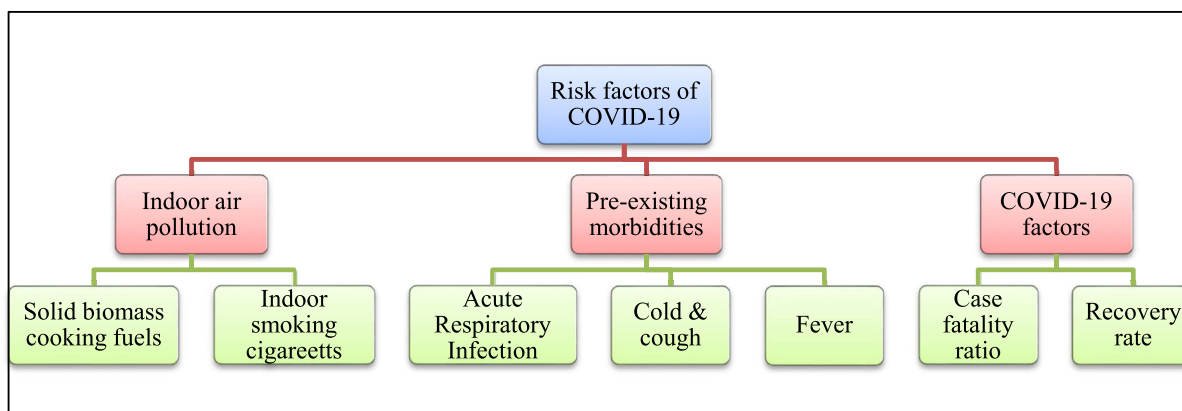 Risk factors of
COVID-19
Indoor air
pollution
Pre-existing
morbidities
COVID-19
factors
Solid biomass
cooking fuels
Indoor
smoking
cigareetts
Acute
Respiratory
Infection
Cold &
cough
Fever
Case
fatality
ratio
Recovery
rate